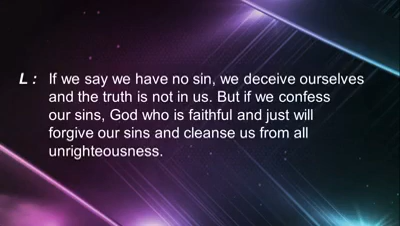 L : If we say we have no sin, we deceive ourselves
and the truth is not in us. But if we confess
our sins, God who is faithful and just will
forgive our sins and cleanse us from all
unrighteousness.